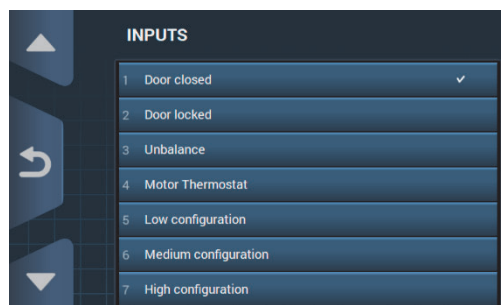 INPUTS
1 Door closed ✓
2 Door locked
3 Unbalance
4 Motor Thermostat
5 Low configuration
6 Medium configuration
7 High configuration